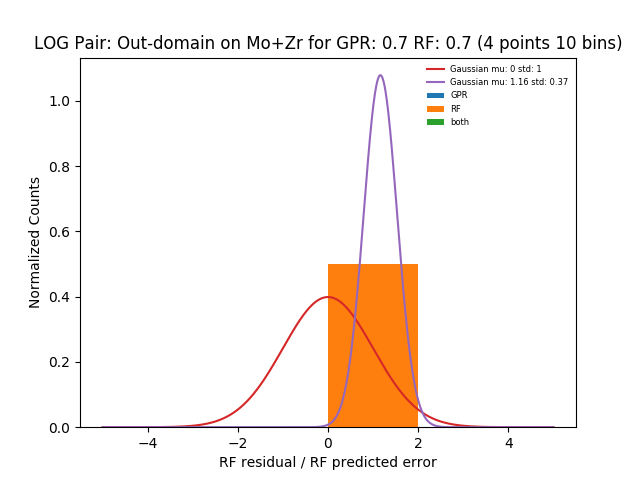 LOG Pair: Out-domain on Mo+Zr for GPR: 0.7 RF: 0.7 (4 points 10 bins)
Gaussian mu: 0 std: 1
Gaussian mu: 1.16 std: 0.37
GPR
RF
both
Normalized Counts
1.0
0.8
0.6
0.4
0.2
0.0
−4 −2 0 2 4
RF residual / RF predicted error